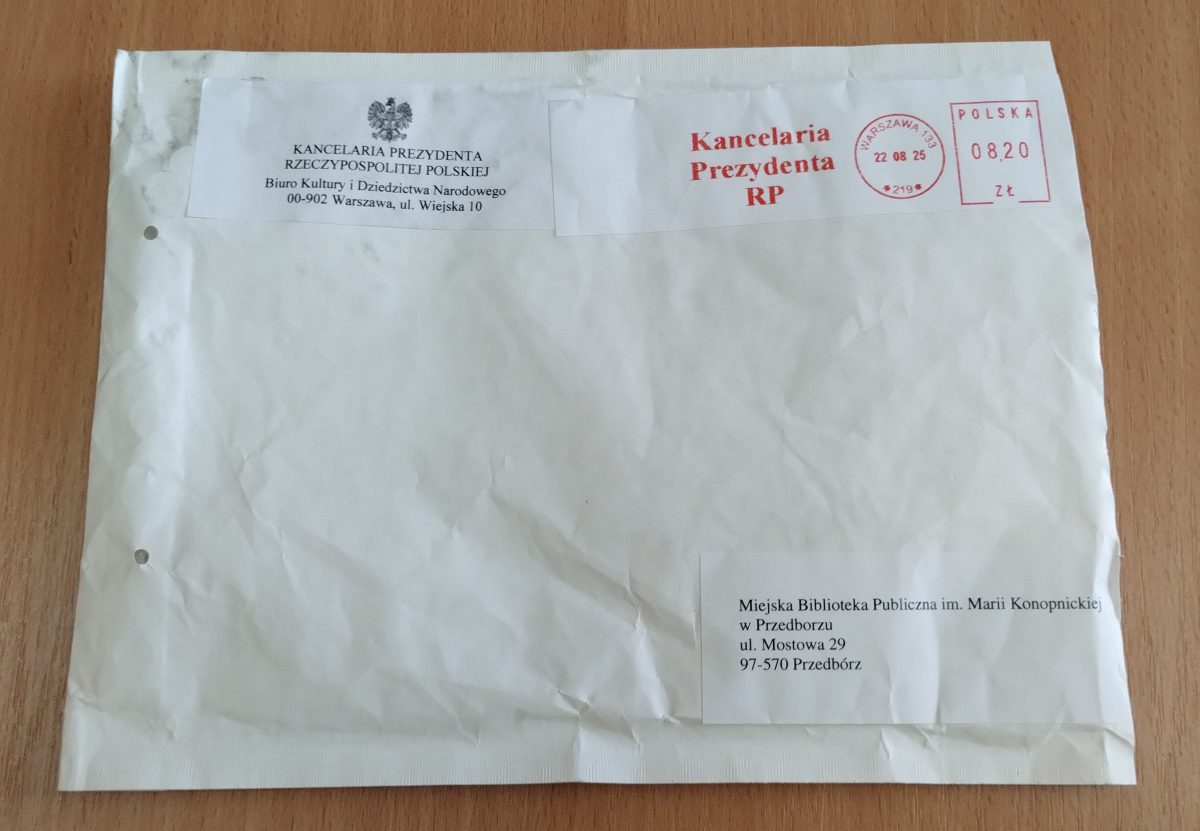 KANCELARIA PREZYDENTA
RZECZYPOSPOLITEJ POLSKIEJ
Biuro Kultury i Dziedzictwa Narodowego
00-902 Warszawa, ul. Wiejska 10
Kancelaria
Prezydenta
RP
WARSZAWA 133
22 08 25
*219*
POLSKA
08,20
ZŁ
Miejska Biblioteka Publiczna im. Marii Konopnickiej
w Przedborzu
ul. Mostowa 29
97-570 Przedbórz